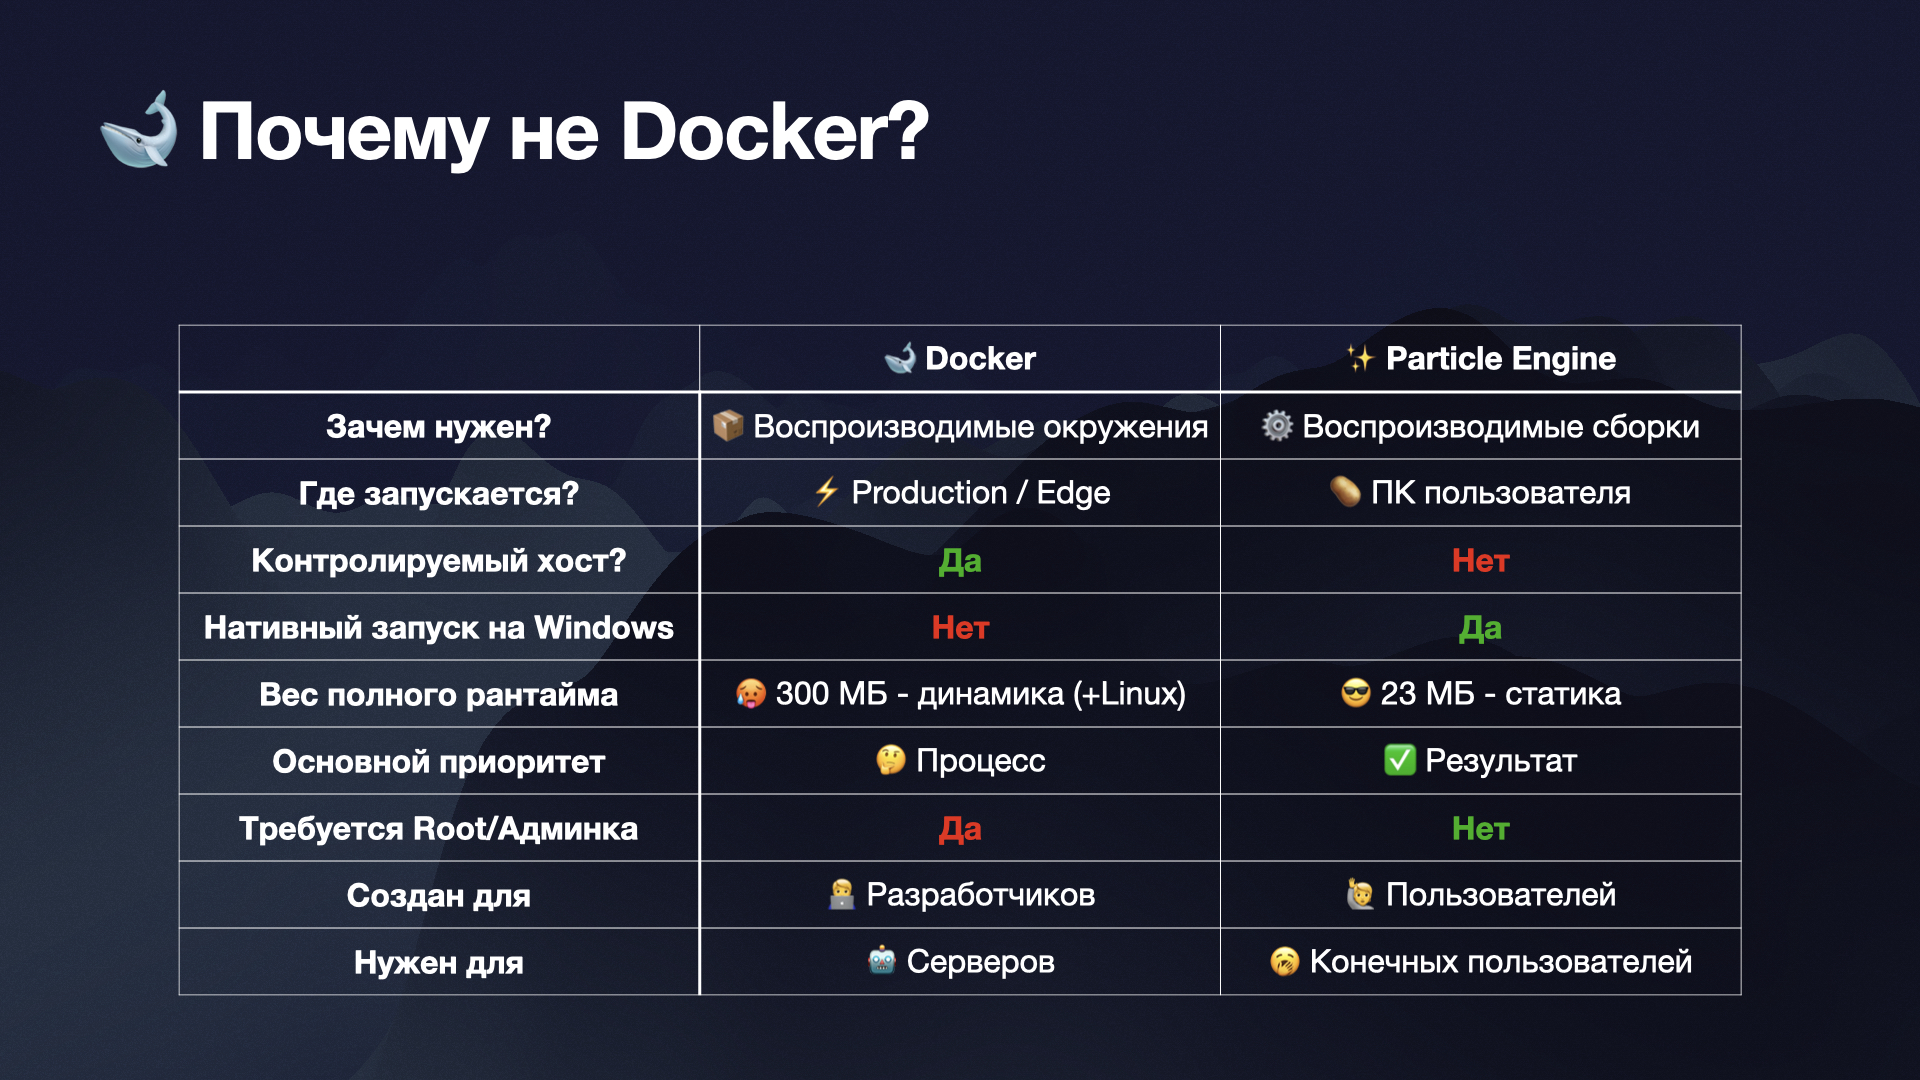 🐋 Почему не Docker?
🐋 Docker
✨ Particle Engine
Зачем нужен?
📦 Воспроизводимые окружения
⚙️ Воспроизводимые сборки
Где запускается?
⚡ Production / Edge
🥔 ПК пользователя
Контролируемый хост?
Да
Нет
Нативный запуск на Windows
Нет
Да
Вес полного рантайма
🥵 300 МБ - динамика (+Linux)
😎 23 МБ - статика
Основной приоритет
🤔 Процесс
✅ Результат
Требуется Root/Админка
Да
Нет
Создан для
🧑‍💻 Разработчиков
🙋 Пользователей
Нужен для
🤖 Серверов
🥱 Конечных пользователей